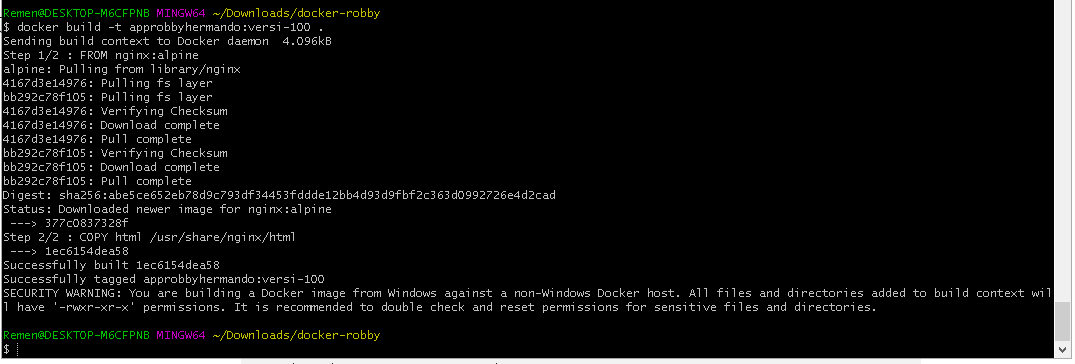 Remen@DESKTOP-M6CFPNB MINGW64 ~/Downloads/docker-robby
$ docker build -t approbbyhermando:versi-100 .
Sending build context to Docker daemon  4.096kB
Step 1/2 : FROM nginx:alpine
alpine: Pulling from library/nginx
4167d3e14976: Pulling fs layer
bb292c78f105: Pulling fs layer
4167d3e14976: Verifying Checksum
4167d3e14976: Download complete
4167d3e14976: Pull complete
bb292c78f105: Verifying Checksum
bb292c78f105: Download complete
bb292c78f105: Pull complete
Digest: sha256:abe5ce652eb78d9c793df34453fddde12bb4d93d9fbf2c363d0992726e4d2cad
Status: Downloaded newer image for nginx:alpine
 ---> 377c0837328f
Step 2/2 : COPY html /usr/share/nginx/html
 ---> 1ec6154dea58
Successfully built 1ec6154dea58
Successfully tagged approbbyhermando:versi-100
SECURITY WARNING: You are building a Docker image from Windows against a non-Windows Docker host. All files and directories added to build context wil
l have '-rwxr-xr-x' permissions. It is recommended to double check and reset permissions for sensitive files and directories.
Remen@DESKTOP-M6CFPNB MINGW64 ~/Downloads/docker-robby
$